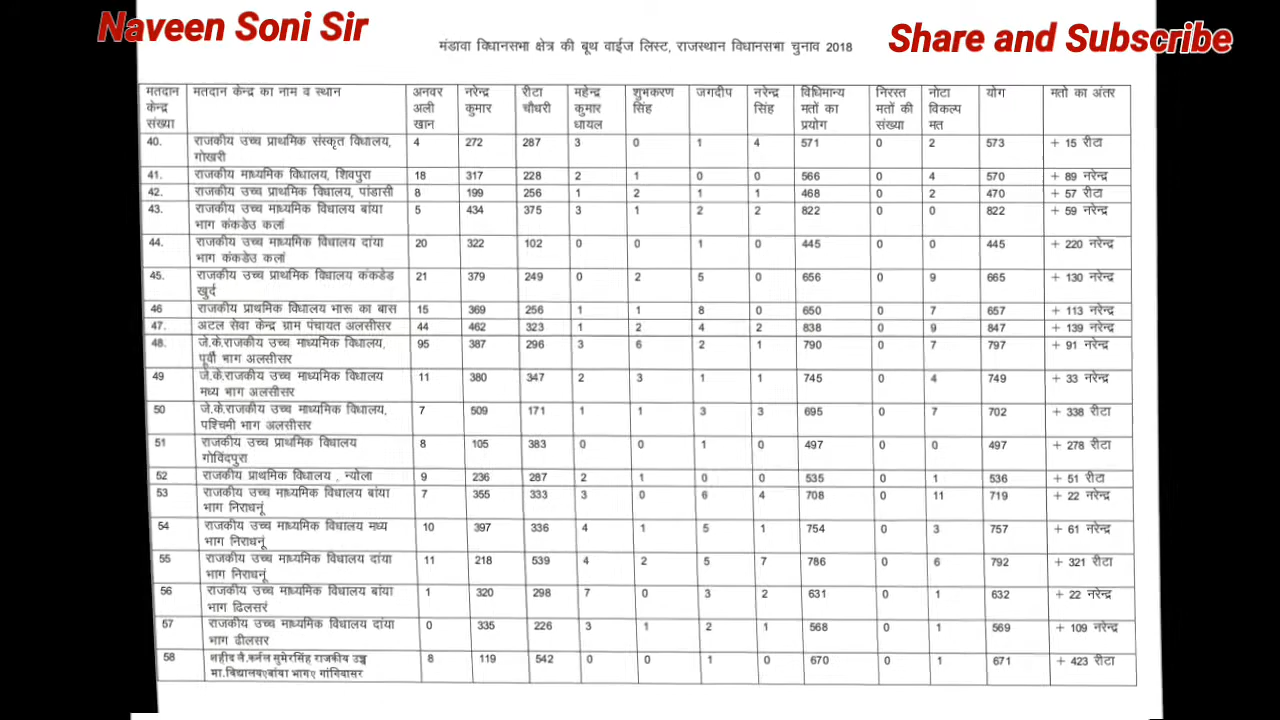 Naveen Soni Sir
Share and Subscribe
मंडावा विधानसभा क्षेत्र की बूथ वाईज लिस्ट, राजस्थान विधानसभा चुनाव 2018
मतदान केन्द्र संख्या | मतदान केन्द्र का नाम व स्थान | अनवर अली खान | नरेन्द्र कुमार | रीटा चौधरी | महेन्द्र कुमार धायल | शुभकरण सिंह | जगदीप | नरेन्द्र सिंह | विधिमान्य मतों का प्रयोग | निरस्त मतों की संख्या | नोटा विकल्प मत | योग | मतो का अंतर
40. राजकीय उच्च प्राथमिक संस्कृत विधालय, गोखरी 4 272 287 3 0 1 4 571 0 2 573 + 15 रीटा
41. राजकीय माध्यमिक विधालय, शिवपुरा 18 317 228 2 1 0 0 566 0 4 570 + 89 नरेन्द्र
42. राजकीय उच्च प्राथमिक विधालय, पांडासी 8 199 256 1 2 1 1 468 0 2 470 + 57 रीटा
43. राजकीय उच्च माध्यमिक विधालय बांया भाग कंकडेउ कलां 5 434 375 3 1 2 2 822 0 0 822 + 59 नरेन्द्र
44. राजकीय उच्च माध्यमिक विधालय दांया भाग कंकडेउ कलां 20 322 102 0 0 1 0 445 0 0 445 + 220 नरेन्द्र
45. राजकीय उच्च प्राथमिक विधालय कंकडेड खुर्द 21 379 249 0 2 5 0 656 0 9 665 + 130 नरेन्द्र
46 राजकीय प्राथमिक विधालय भारू का बास 15 369 256 1 1 8 0 650 0 7 657 + 113 नरेन्द्र
47. अटल सेवा केन्द्र ग्राम पंचायत अलसीसर 44 462 323 1 2 4 2 838 0 9 847 + 139 नरेन्द्र
48. जे.के.राजकीय उच्च माध्यमिक विधालय, पूर्वी भाग अलसीसर 95 387 296 3 6 2 1 790 0 7 797 + 91 नरेन्द्र
49 जे.के.राजकीय उच्च माध्यमिक विधालय मध्य भाग अलसीसर 11 380 347 2 3 1 1 745 0 4 749 + 33 नरेन्द्र
50 जे.के.राजकीय उच्च माध्यमिक विधालय, पश्चिमी भाग अलसीसर 7 509 171 1 1 3 3 695 0 7 702 + 338 रीटा
51 राजकीय उच्च प्राथमिक विधालय गोविंदपुरा 8 105 383 0 0 1 0 497 0 0 497 + 278 रीटा
52 राजकीय प्राथमिक विधालय , न्योला 9 236 287 2 1 0 0 535 0 1 536 + 51 रीटा
53 राजकीय उच्च माध्यमिक विधालय बांया भाग निराधनूं 7 355 333 3 0 6 4 708 0 11 719 + 22 नरेन्द्र
54 राजकीय उच्च माध्यमिक विधालय मध्य भाग निराधनूं 10 397 336 4 1 5 1 754 0 3 757 + 61 नरेन्द्र
55 राजकीय उच्च माध्यमिक विधालय दांया भाग निराधनूं 11 218 539 4 2 5 7 786 0 6 792 + 321 रीटा
56 राजकीय उच्च माध्यमिक विधालय बांया भाग ढिलसरं 1 320 298 7 0 3 2 631 0 1 632 + 22 नरेन्द्र
57 राजकीय उच्च माध्यमिक विधालय दांया भाग ढीलसर 0 335 226 3 1 2 1 568 0 1 569 + 109 नरेन्द्र
58 शहीद लै.कर्नल सुमेरसिंह राजकीय उच्च मा.विद्यालयएबांया भागए गांगियासर 8 119 542 0 0 1 0 670 0 1 671 + 423 रीटा